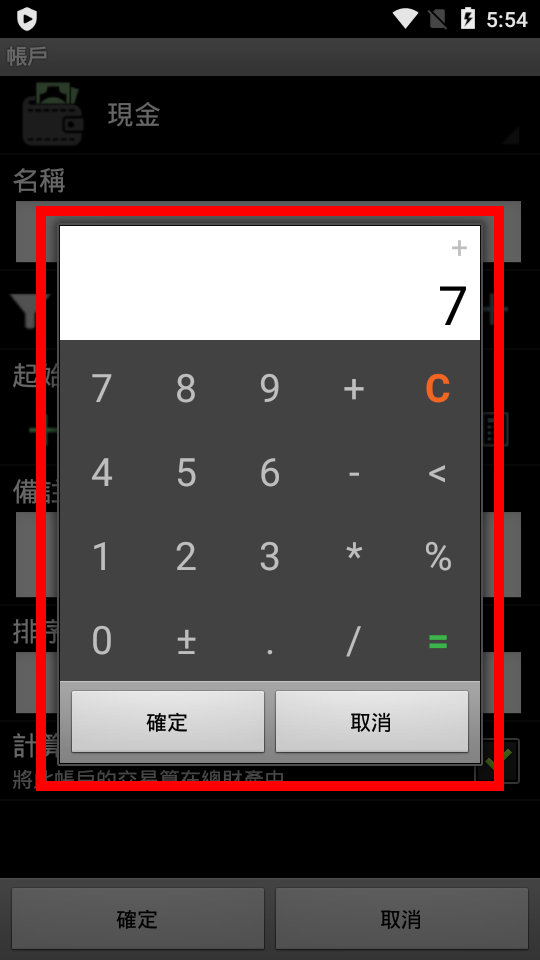 5:54
帳戶
現金
名稱
+
7
起始
7 8 9 + C
4 5 6 - <
備註
1 2 3 * %
0 ± . / =
排序
確定 取消
計算
將此帳戶的交易算在總財產中
確定 取消